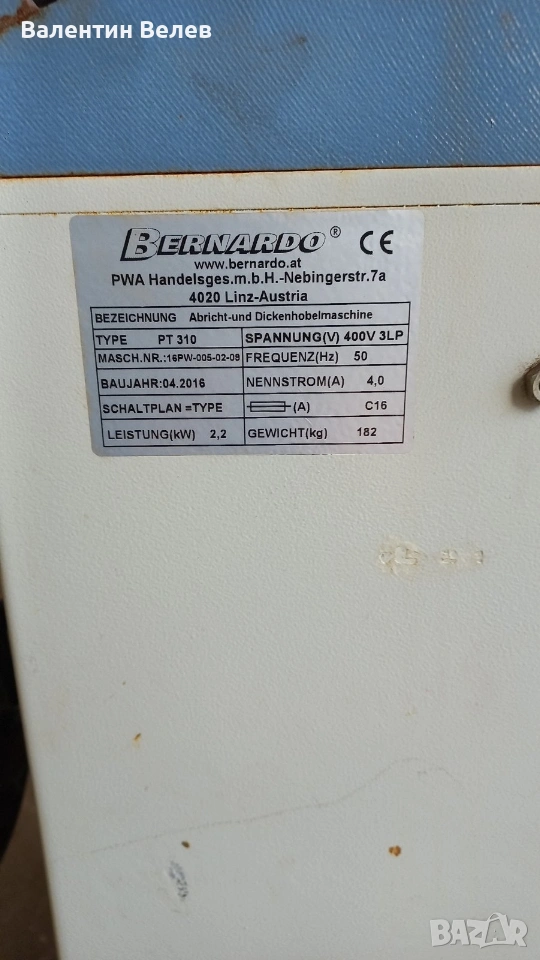 Валентин Велев
BERNARDO® CE
www.bernardo.at
PWA Handelsges.m.b.H.-Nebingerstr.7a
4020 Linz-Austria
BEZEICHNUNG Abricht-und Dickenhobelmaschine
TYPE PT 310 SPANNUNG(V) 400V 3LP
MASCH.NR.:16PW-005-02-09 FREQUENZ(Hz) 50
BAUJAHR:04.2016 NENNSTROM(A) 4,0
SCHALTPLAN =TYPE (A) C16
LEISTUNG(kW) 2,2 GEWICHT(kg) 182
BAZAR